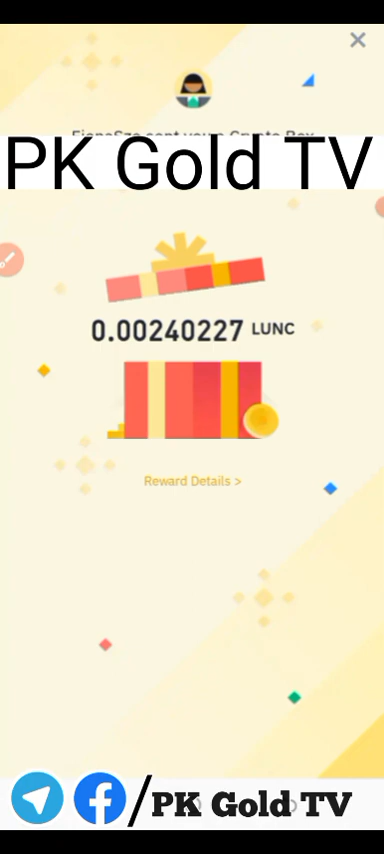 PK Gold TV
0.00240227 LUNC
Reward Details >
/PK Gold TV